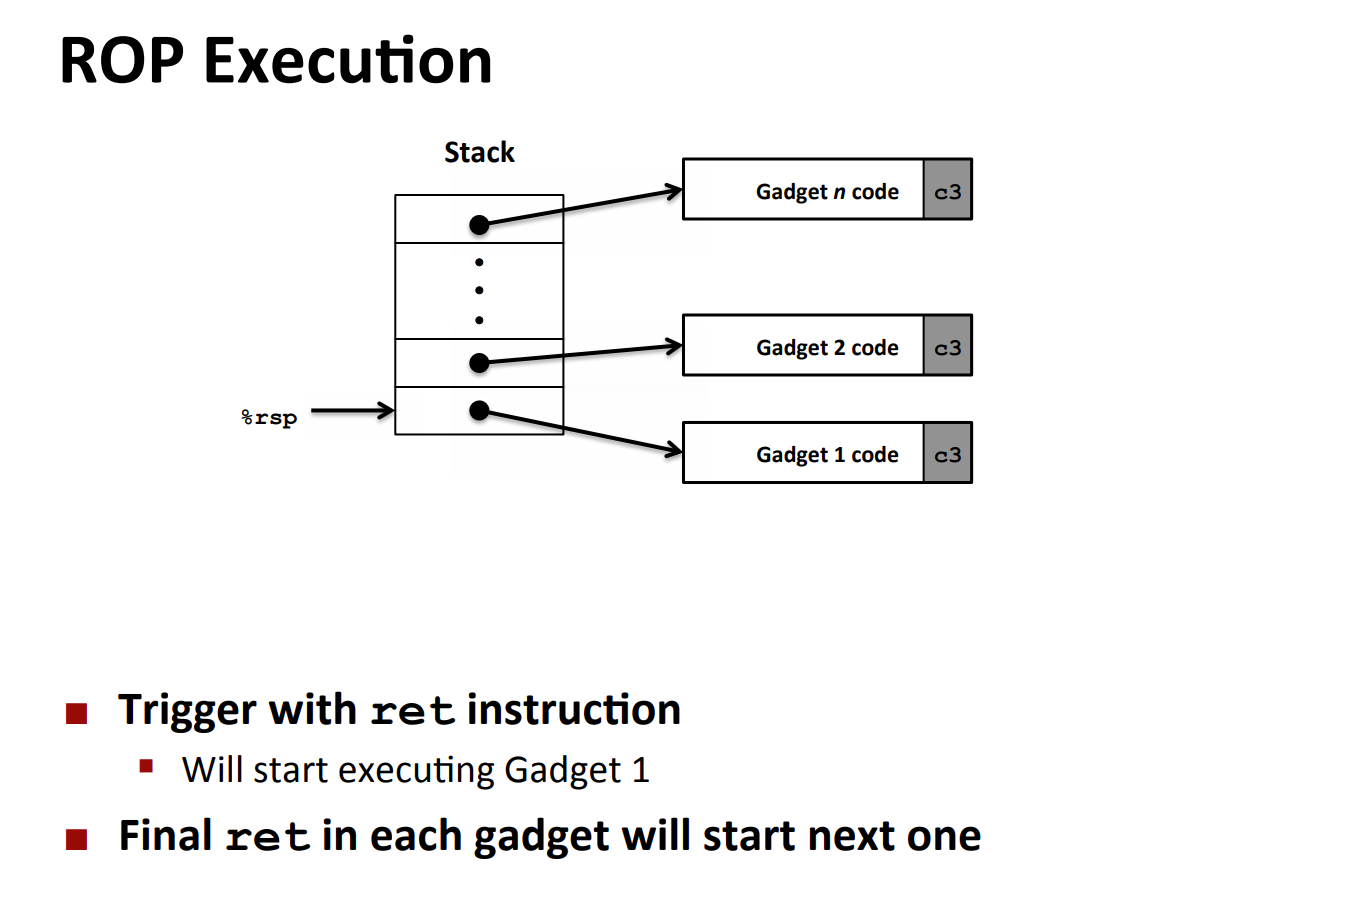 ROP Execution
Stack
Gadget n code c3
Gadget 2 code c3
%rsp
Gadget 1 code c3
Trigger with ret instruction
Will start executing Gadget 1
Final ret in each gadget will start next one